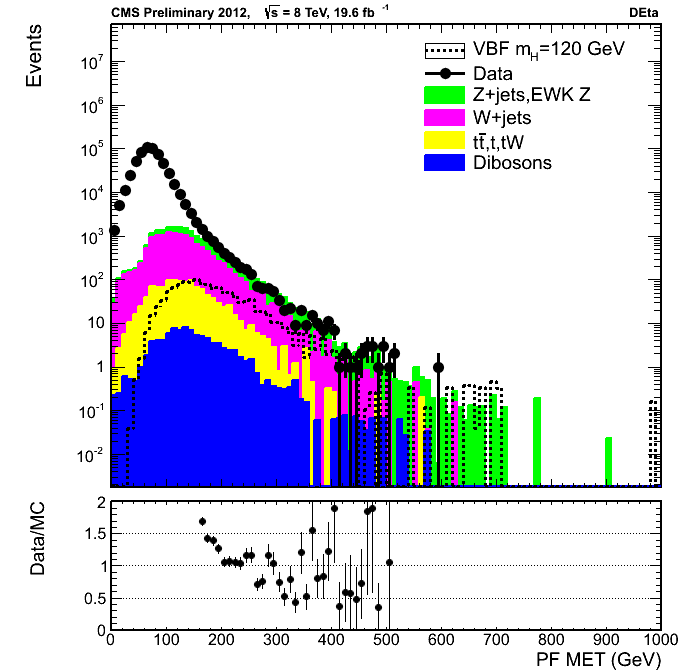 CMS Preliminary 2012, √s = 8 TeV, 19.6 fb⁻¹ DEta
Events
10⁷
10⁶
10⁵
10⁴
10³
10²
10
1
10⁻¹
10⁻²
VBF m_H=120 GeV
Data
Z+jets,EWK Z
W+jets
tt̅,t,tW
Dibosons
Data/MC
2
1.5
1
0.5
0
0 100 200 300 400 500 600 700 800 900 1000
PF MET (GeV)